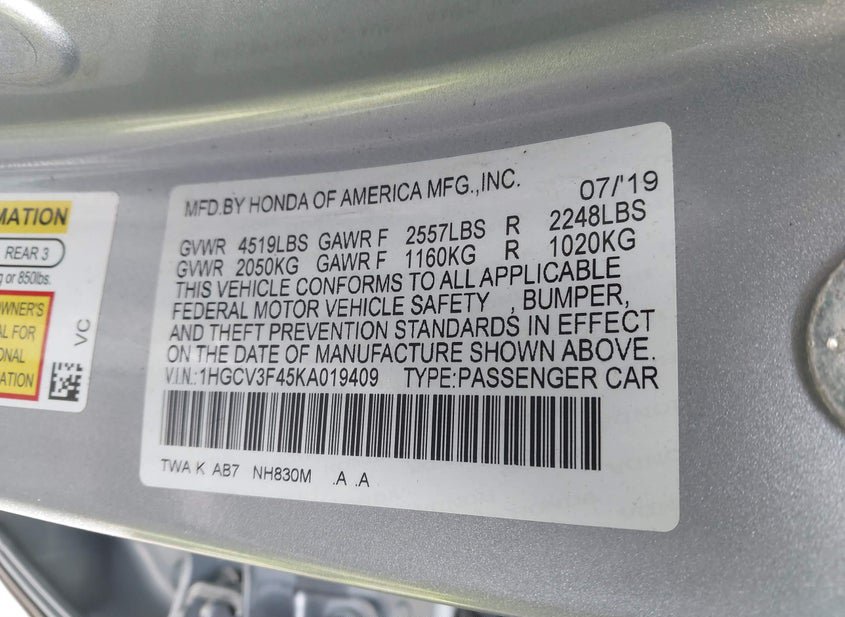 MFD.BY HONDA OF AMERICA MFG.,INC. 07/'19
GVWR 4519LBS GAWR F 2557LBS R 2248LBS
GVWR 2050KG GAWR F 1160KG R 1020KG
THIS VEHICLE CONFORMS TO ALL APPLICABLE
FEDERAL MOTOR VEHICLE SAFETY , BUMPER,
AND THEFT PREVENTION STANDARDS IN EFFECT
ON THE DATE OF MANUFACTURE SHOWN ABOVE.
V.I.N.:1HGCV3F45KA019409 TYPE:PASSENGER CAR
TWA K AB7 NH830M .A .A
REAR 3
or 850lbs.
OWNER'S
FOR
VC